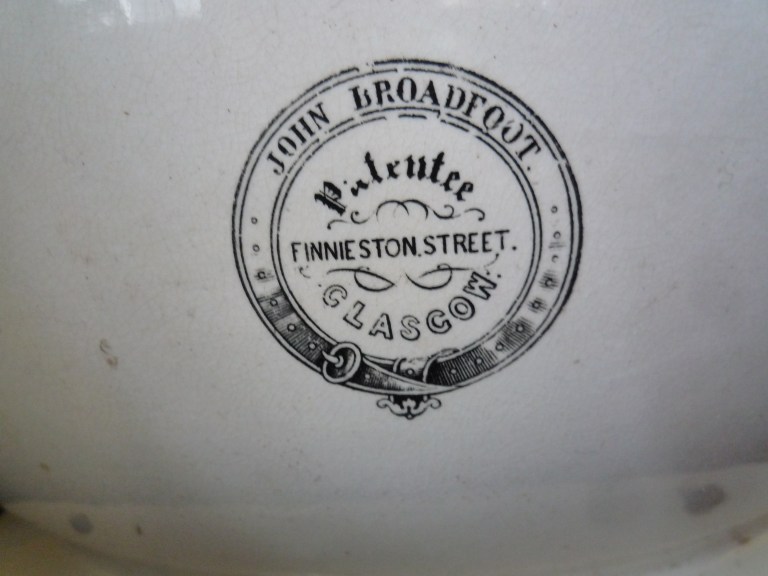 JOHN BROADFOOT.
Patentee
FINNIESTON.STREET.
GLASGOW.